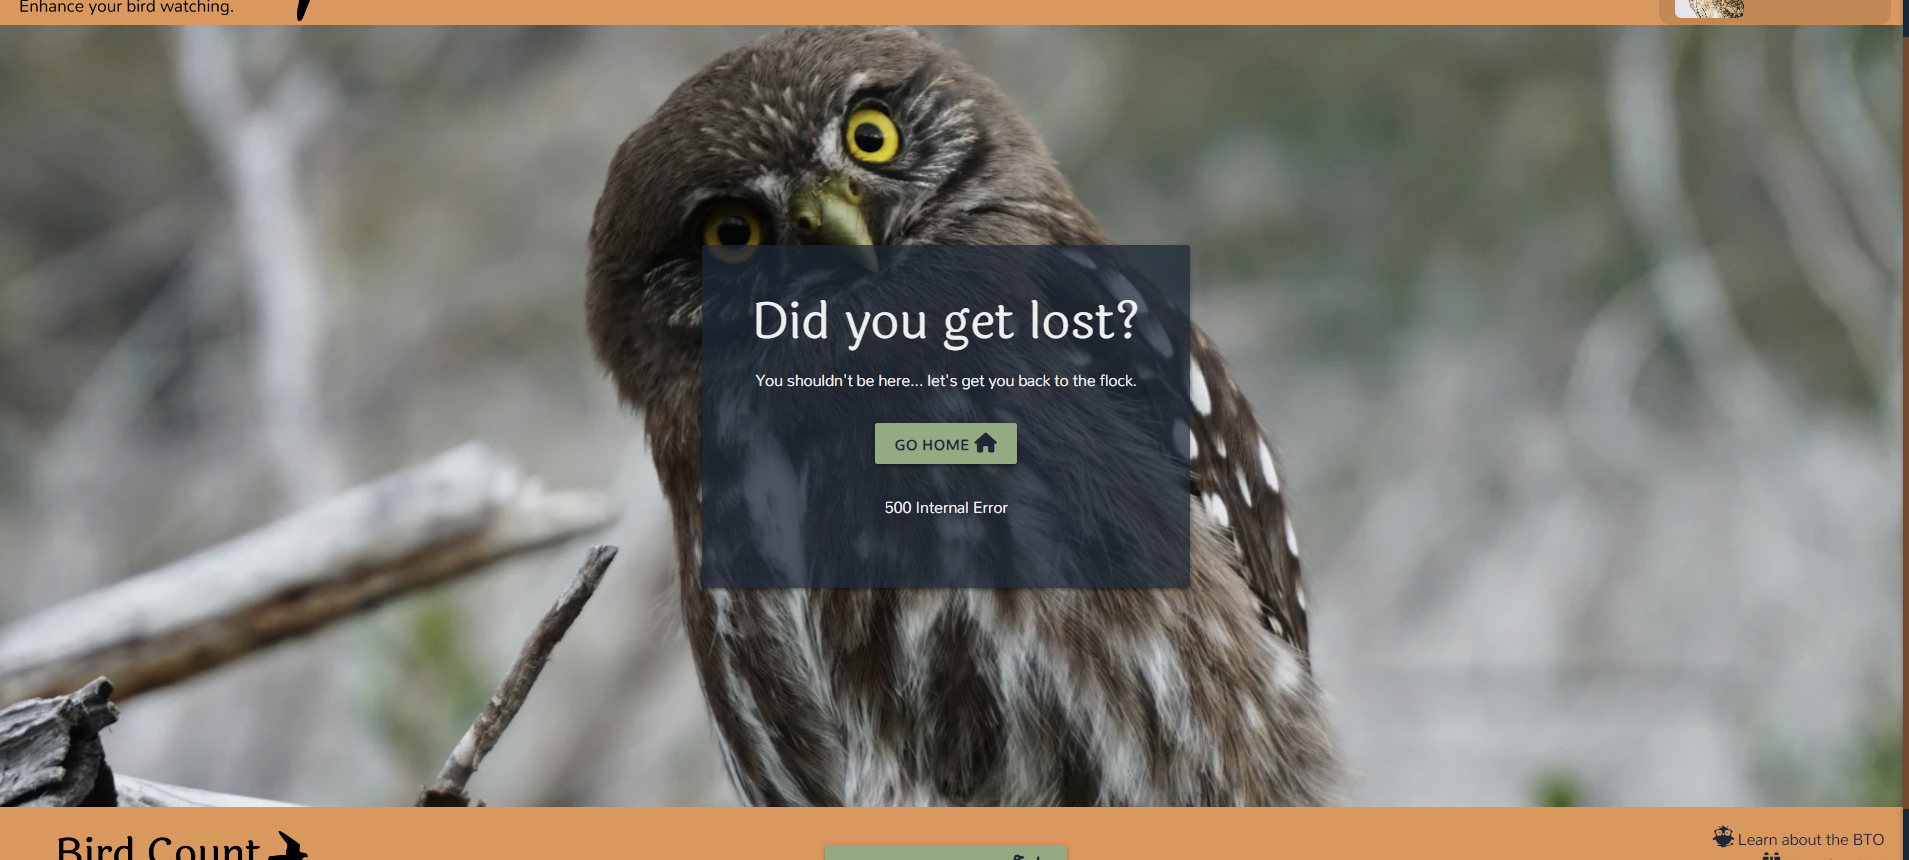 Enhance your bird watching.
Did you get lost?
You shouldn't be here... let's get you back to the flock.
GO HOME
500 Internal Error
Bird Count
Learn about the BTO